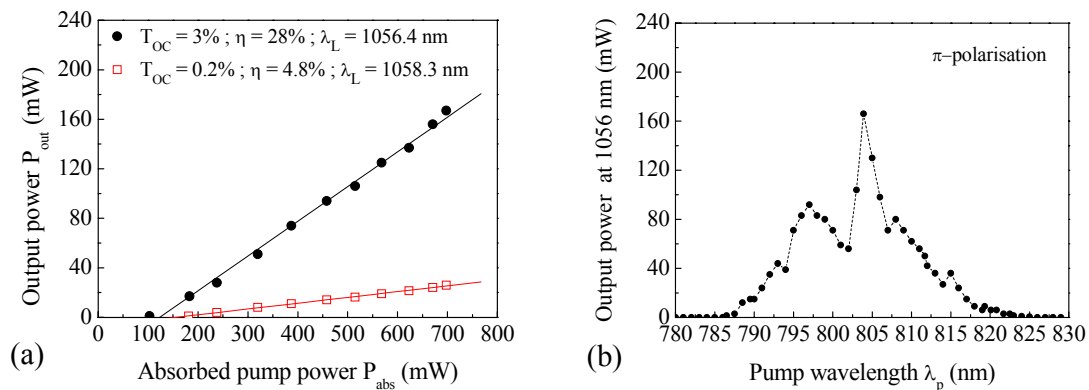 240
200
160
120
80
40
0
Output power P_out (mW)
T_OC = 3% ; η = 28% ; λ_L = 1056.4 nm
T_OC = 0.2% ; η = 4.8% ; λ_L = 1058.3 nm
0 100 200 300 400 500 600 700 800
Absorbed pump power P_abs (mW)
(a)
240
200
160
120
80
40
0
Output power at 1056 nm (mW)
π–polarisation
780 785 790 795 800 805 810 815 820 825 830
Pump wavelength λ_p (nm)
(b)